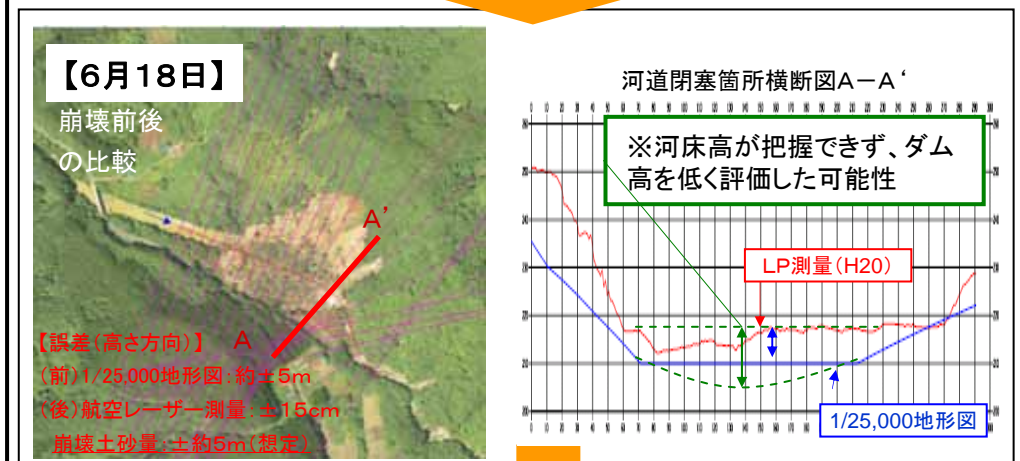 【6月18日】
崩壊前後
の比較
A’
A
【誤差(高さ方向)】
(前)1/25,000地形図:約±5m
(後)航空レーザー測量:±15cm
崩壊土砂量:±約5m(想定)
河道閉塞箇所横断図A-A‘
※河床高が把握できず、ダム
高を低く評価した可能性
LP測量(H20)
1/25,000地形図